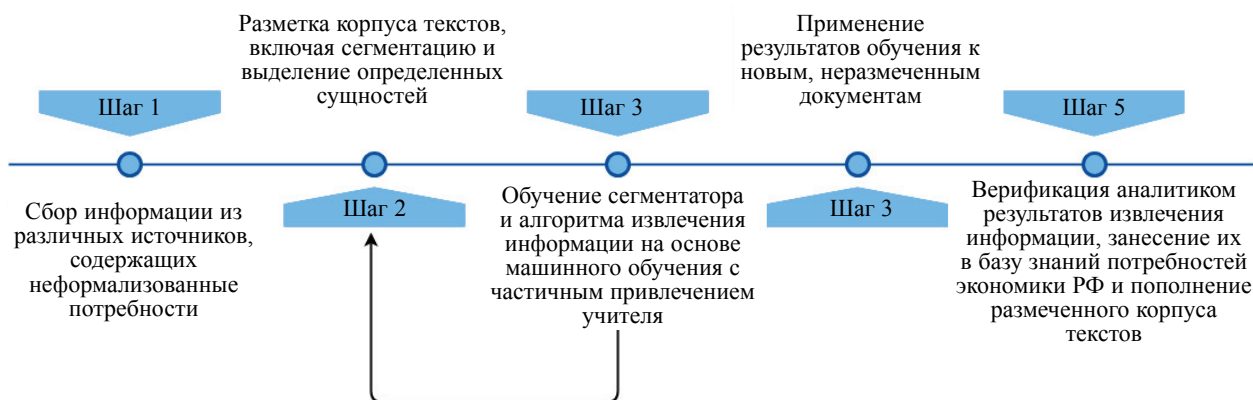 Разметка корпуса текстов,
включая сегментацию и
выделение определенных
сущностей
Применение
результатов обучения к
новым, неразмеченным
документам
Шаг 1
Шаг 3
Шаг 5
Шаг 2
Шаг 3
Сбор информации из
различных источников,
содержащих
неформализованные
потребности
Обучение сегментатора
и алгоритма извлечения
информации на основе
машинного обучения с
частичным привлечением
учителя
Верификация аналитиком
результатов извлечения
информации, занесение их
в базу знаний потребностей
экономики РФ и пополнение
размеченного корпуса
текстов